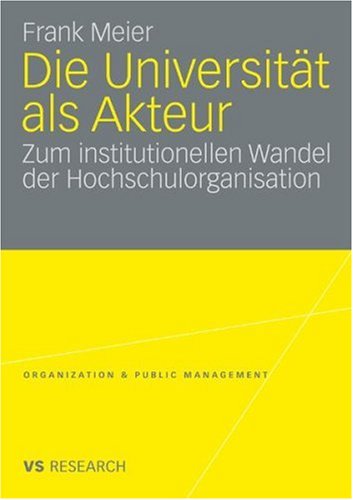 Frank Meier
Die Universität
als Akteur
Zum institutionellen Wandel
der Hochschulorganisation
ORGANIZATION & PUBLIC MANAGEMENT
VS RESEARCH